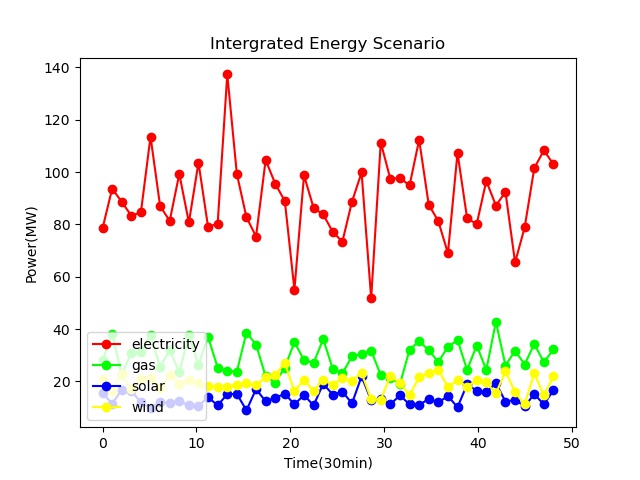 Intergrated Energy Scenario
Power(MW)
140
120
100
80
60
40
20
electricity
gas
solar
wind
0 10 20 30 40 50
Time(30min)